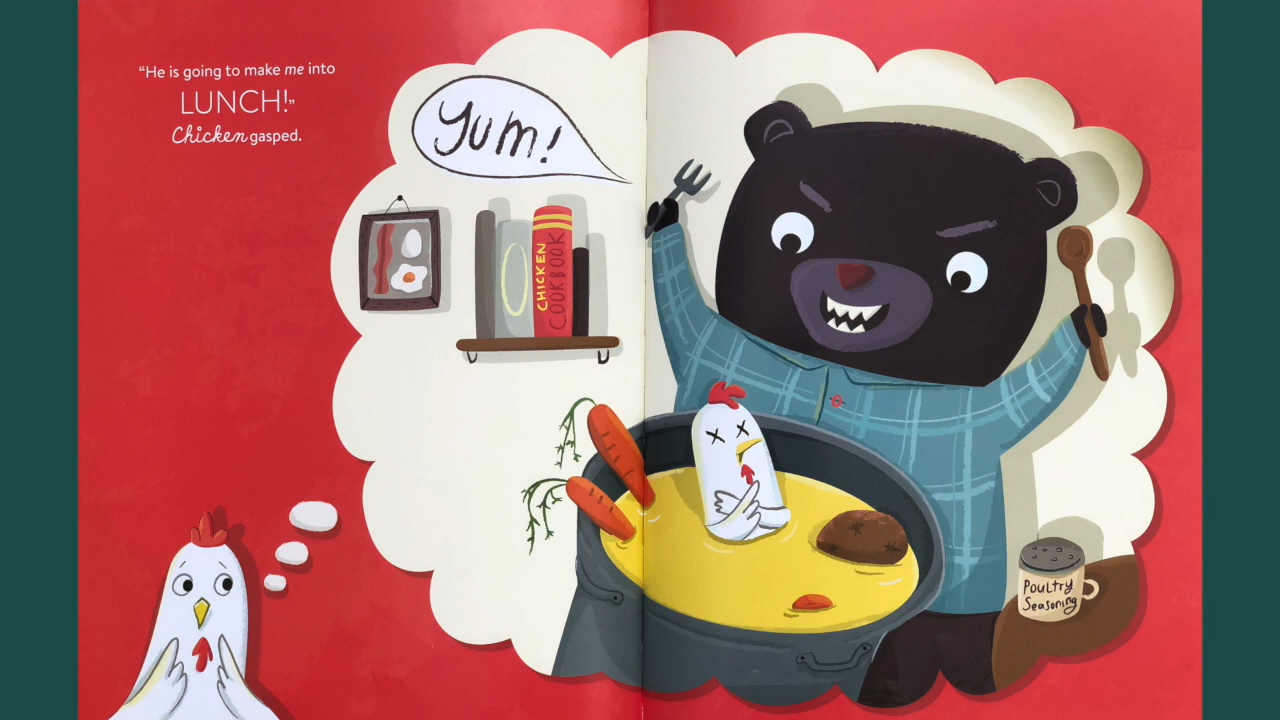 “He is going to make me into
LUNCH!”
Chicken gasped.
Yum!
CHICKEN
COOKBOOK
Poultry
Seasoning